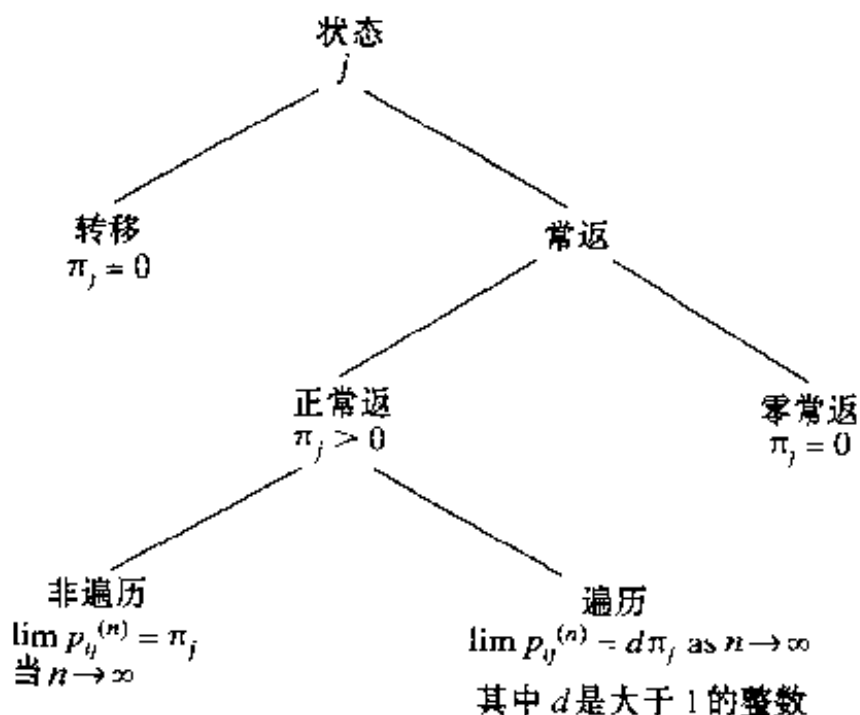 状态
j
转移
π_j = 0
常返
正常返
π_j > 0
零常返
π_j = 0
非遍历
lim p_ij^(n) = π_j
当 n → ∞
遍历
lim p_ij^(n) – dπ_j as n → ∞
其中 d 是大于 1 的整数